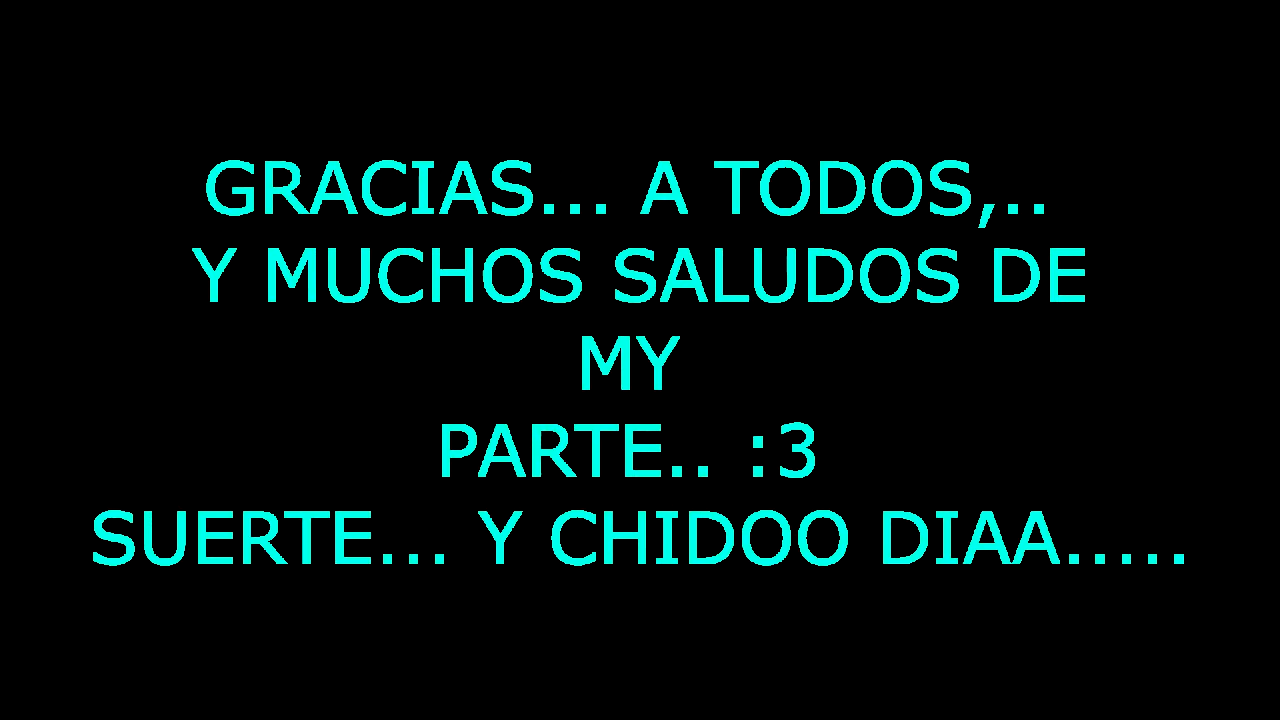 GRACIAS... A TODOS,..
Y MUCHOS SALUDOS DE
MY
PARTE.. :3
SUERTE... Y CHIDOO DIAA.....